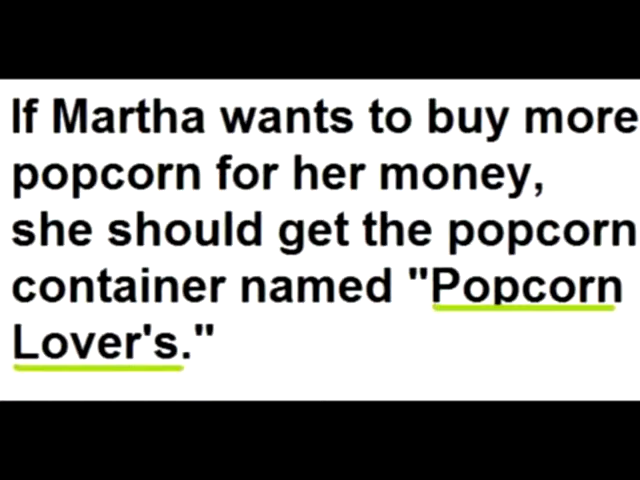 If Martha wants to buy more
popcorn for her money,
she should get the popcorn
container named "Popcorn
Lover's."